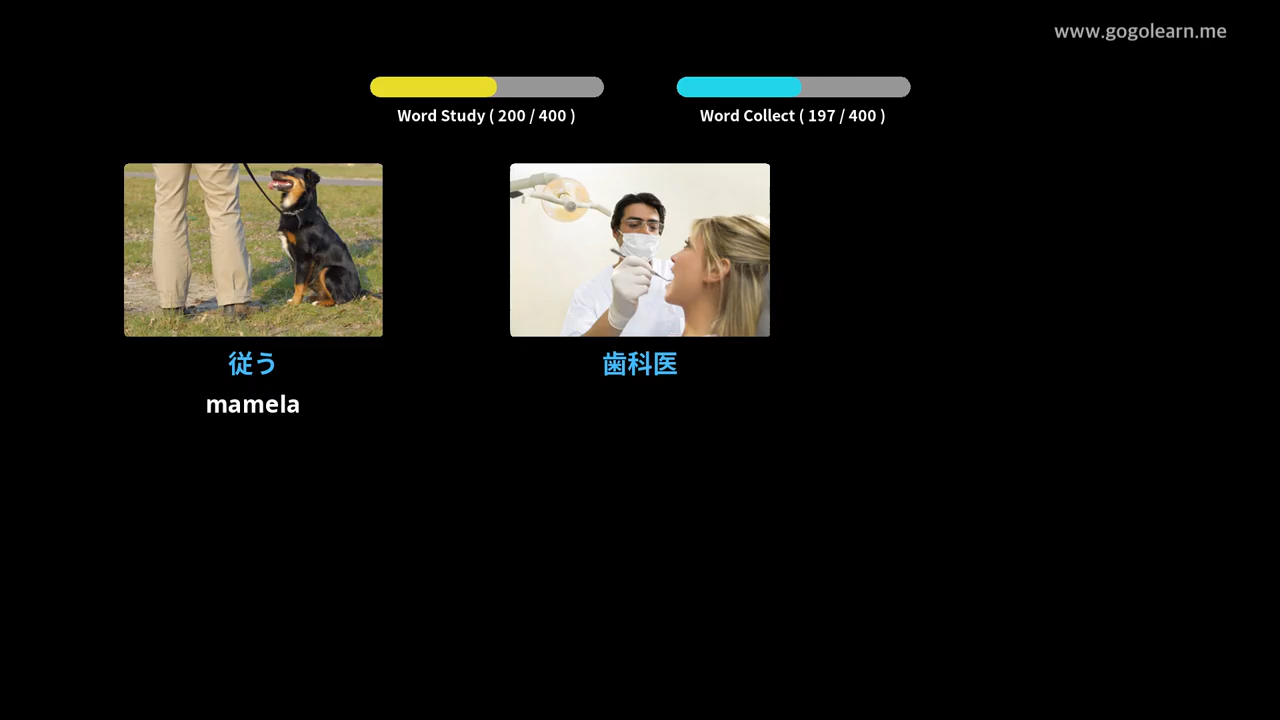 www.gogolearn.me
Word Study ( 200 / 400 )
Word Collect ( 197 / 400 )
従う
mamela
歯科医